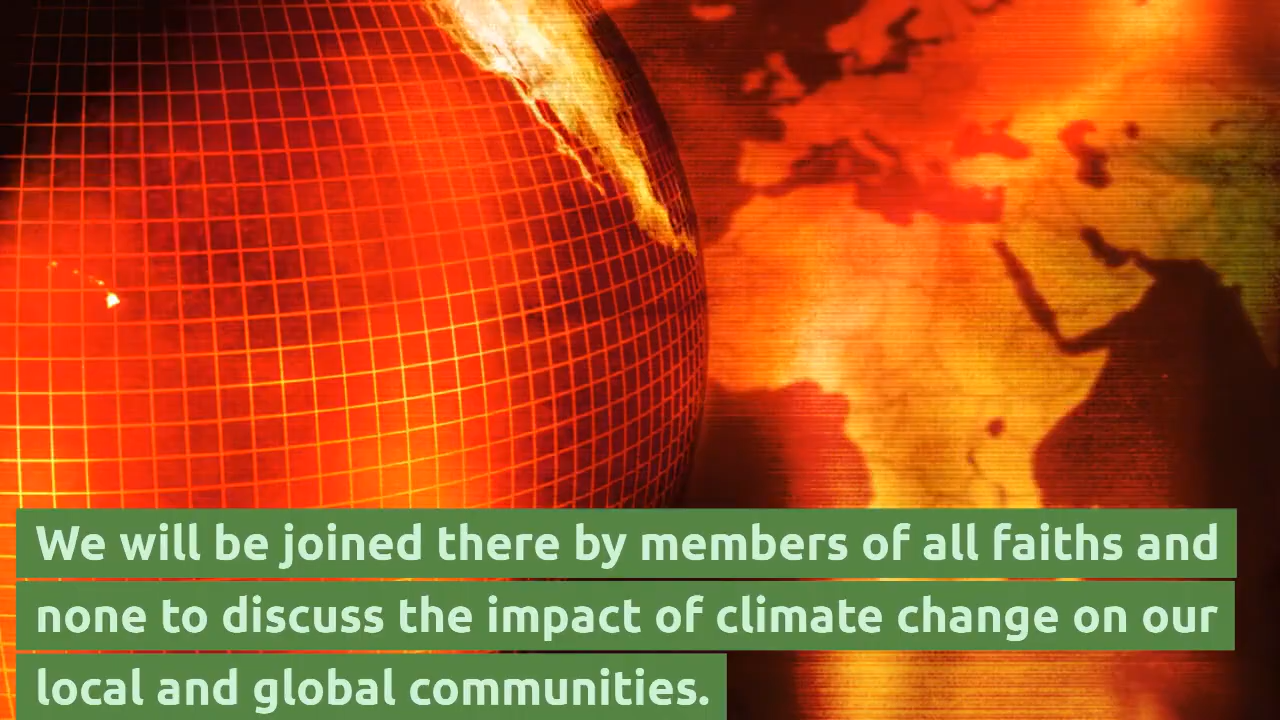 We will be joined there by members of all faiths and
none to discuss the impact of climate change on our
local and global communities.